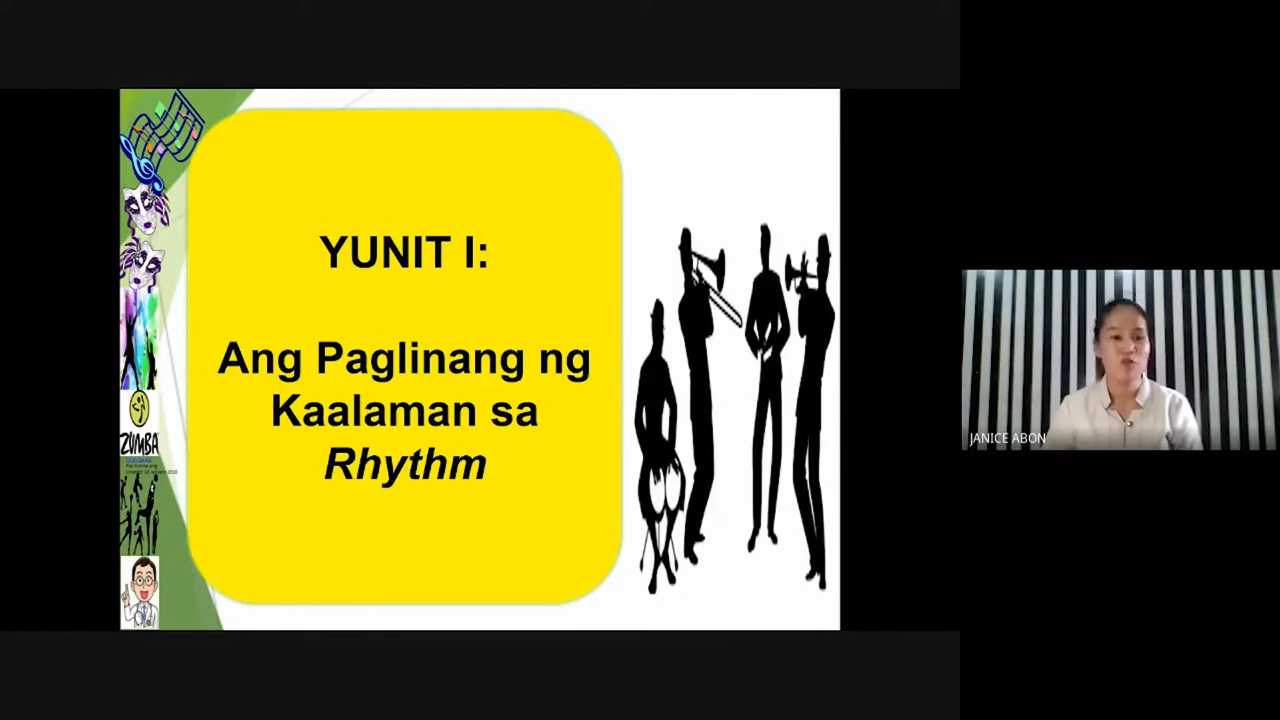 YUNIT I:
Ang Paglinang ng
Kaalaman sa
Rhythm
ZUMBA
JANICE ABON